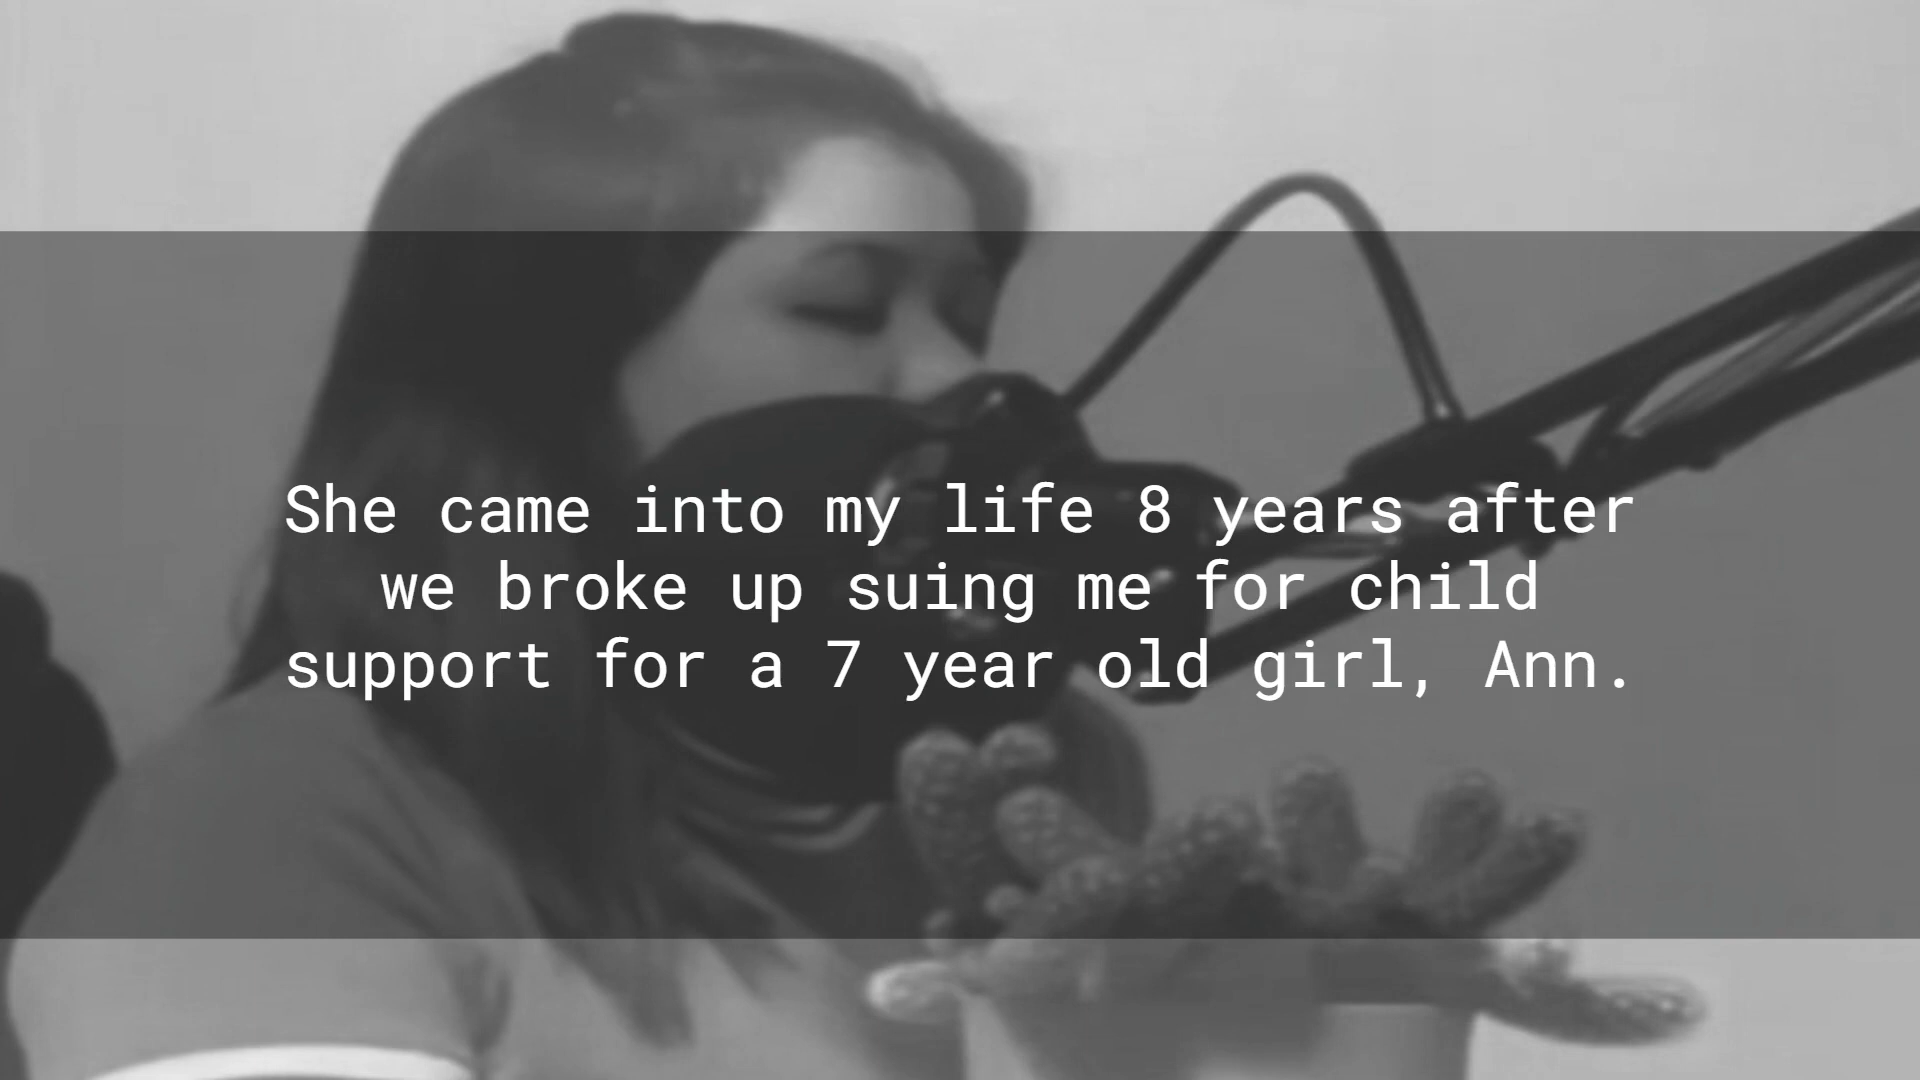 She came into my life 8 years after
we broke up suing me for child
support for a 7 year old girl, Ann.